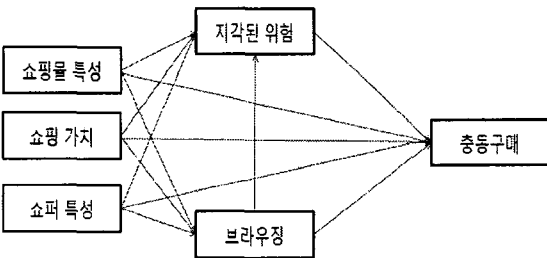 지각된 위험
쇼핑몰 특성
쇼핑 가치
충동구매
쇼퍼 특성
브라우징